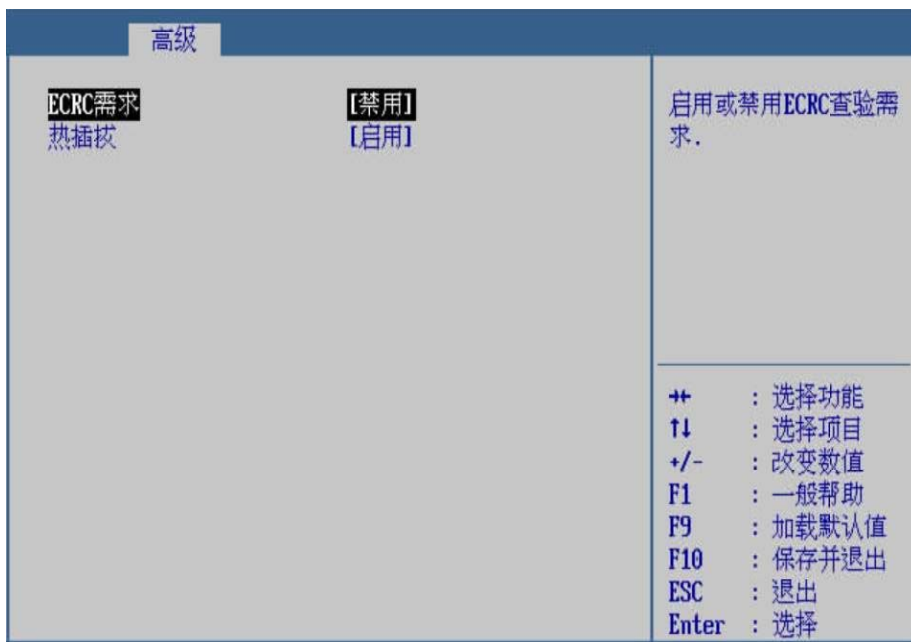 高级
ECRC需求 [禁用]
热插拔 [启用]
启用或禁用ECRC查验需
求.
→← : 选择功能
↑↓ : 选择项目
+/- : 改变数值
F1 : 一般帮助
F9 : 加载默认值
F10 : 保存并退出
ESC : 退出
Enter : 选择